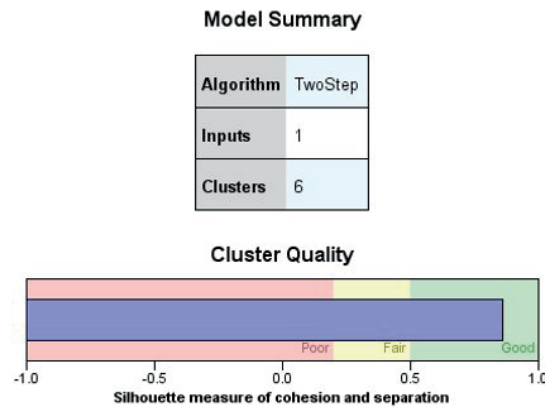 Model Summary
Algorithm TwoStep
Inputs 1
Clusters 6
Cluster Quality
Poor Fair Good
-1.0 -0.5 0.0 0.5 1.0
Silhouette measure of cohesion and separation